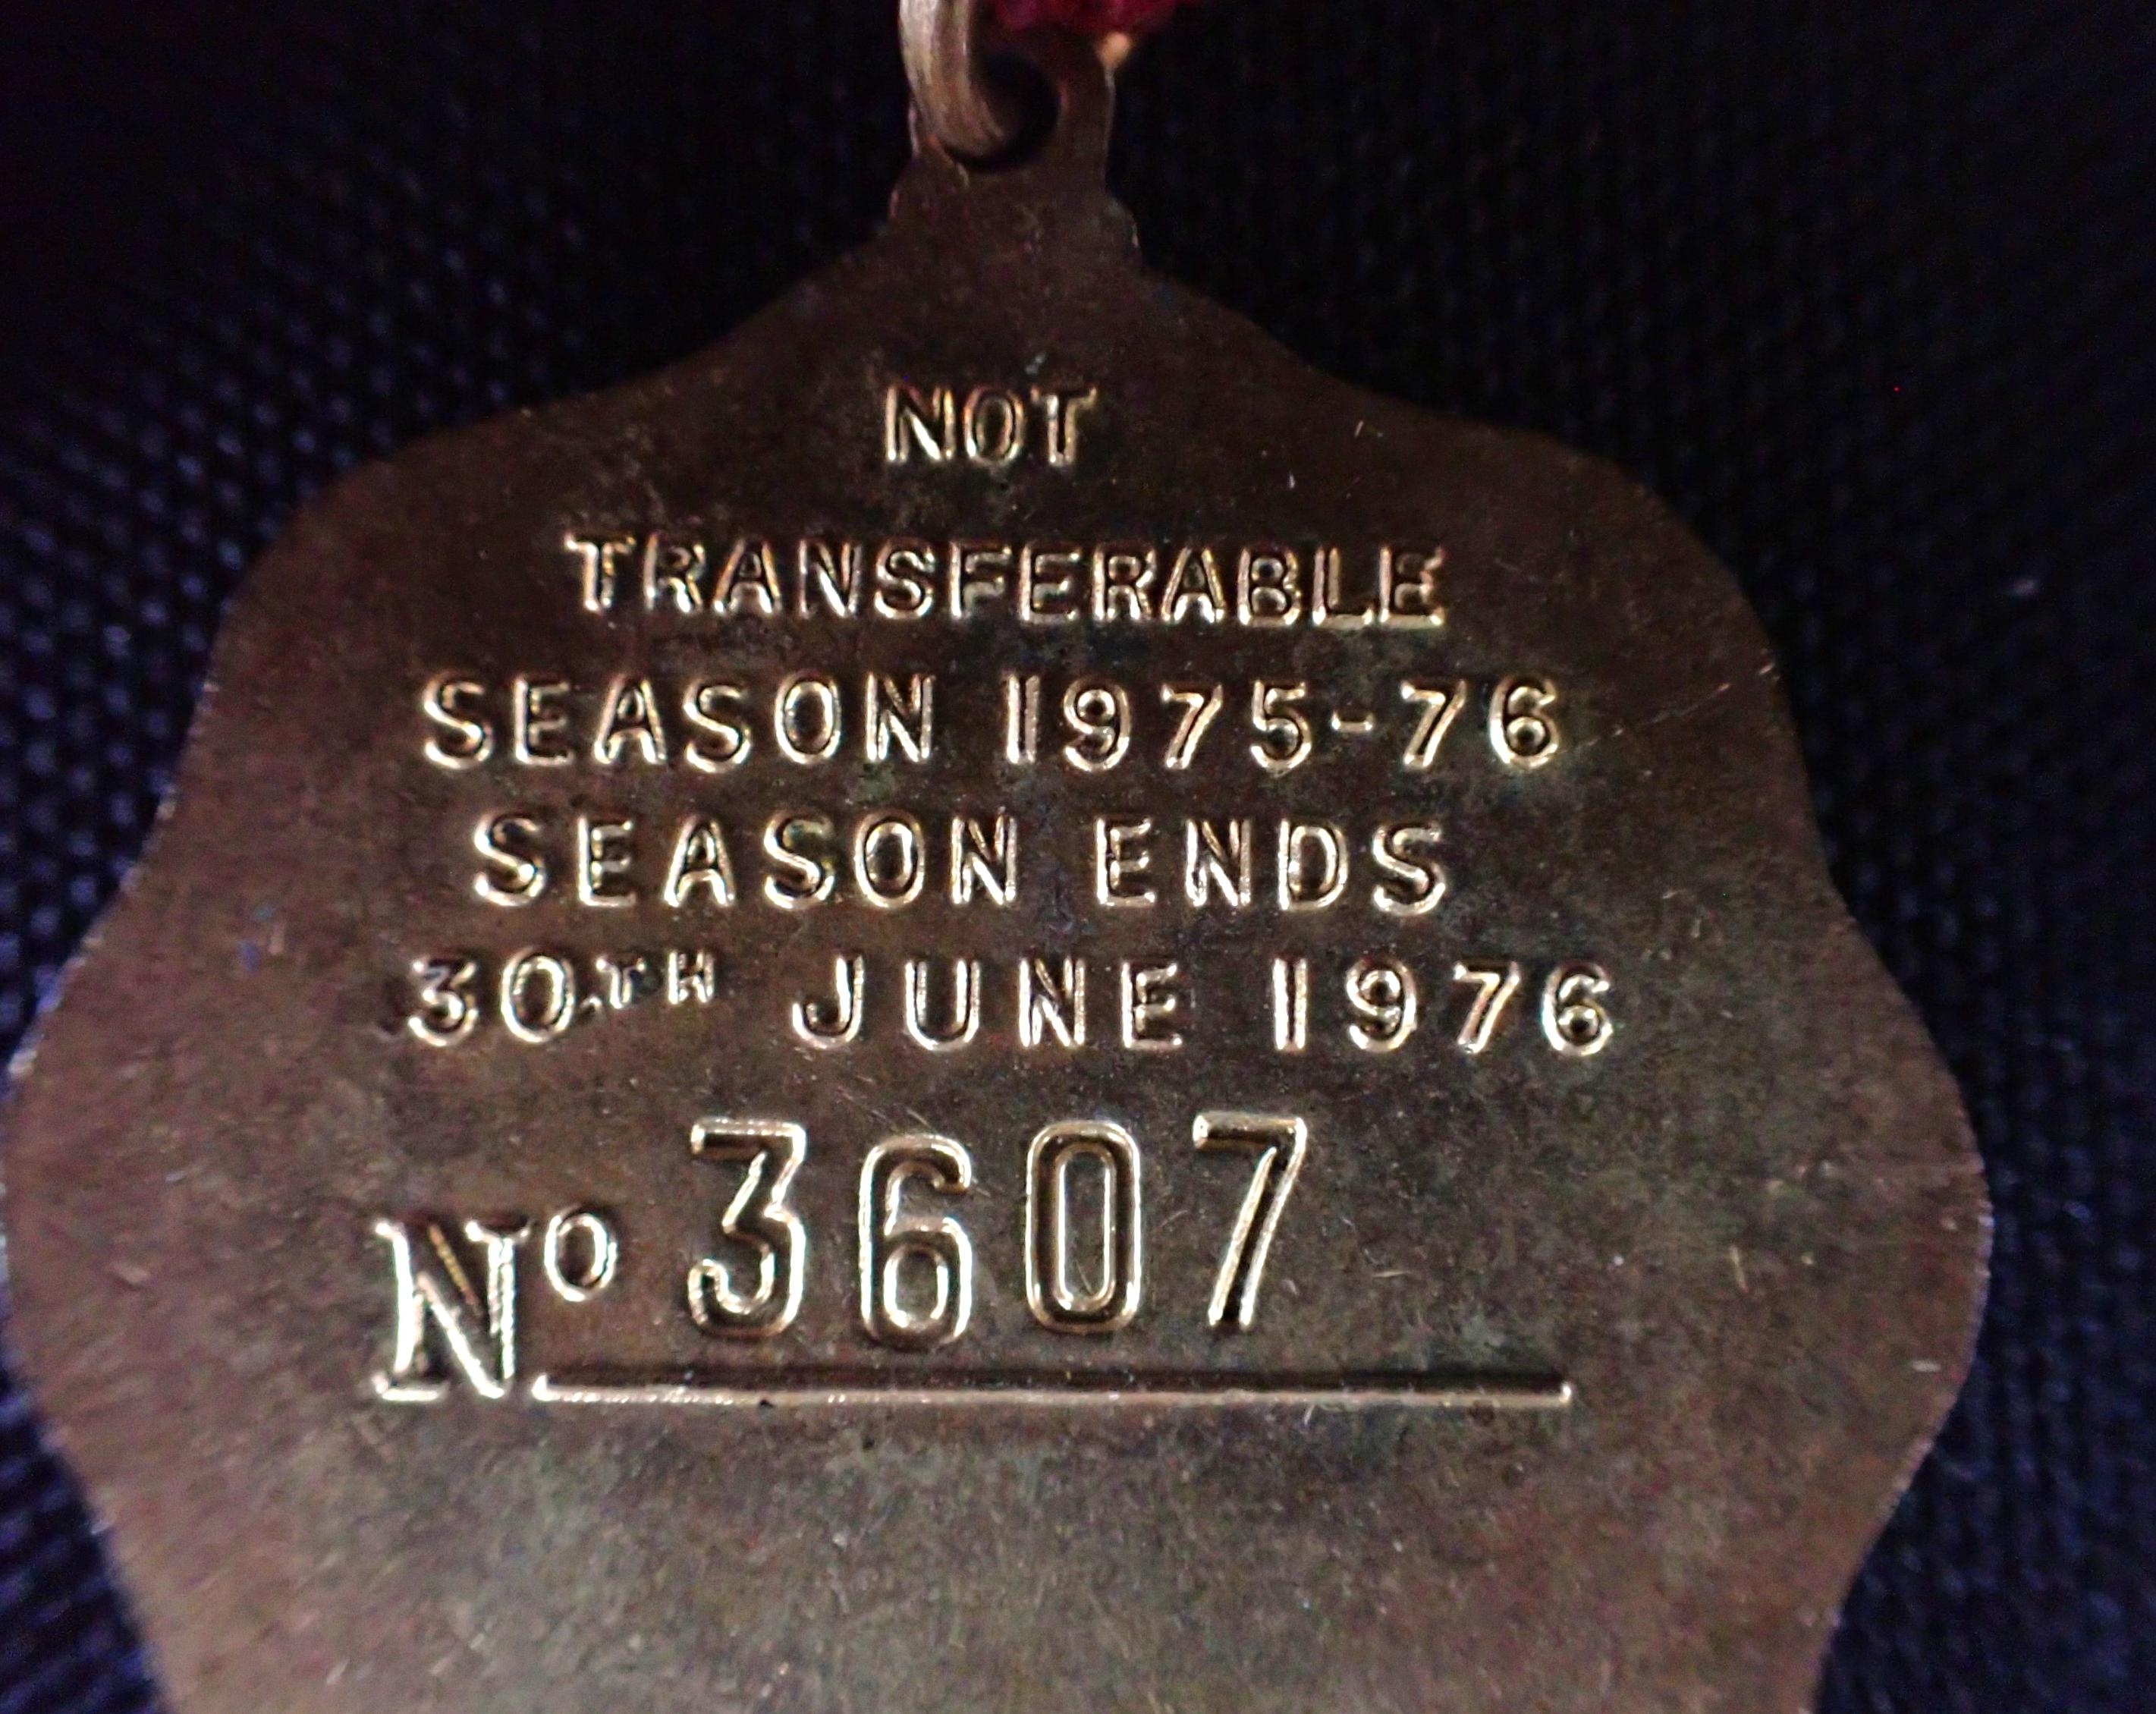 NOT
TRANSFERABLE
SEASON 1975-76
SEASON ENDS
30TH JUNE 1976
Nº 3607